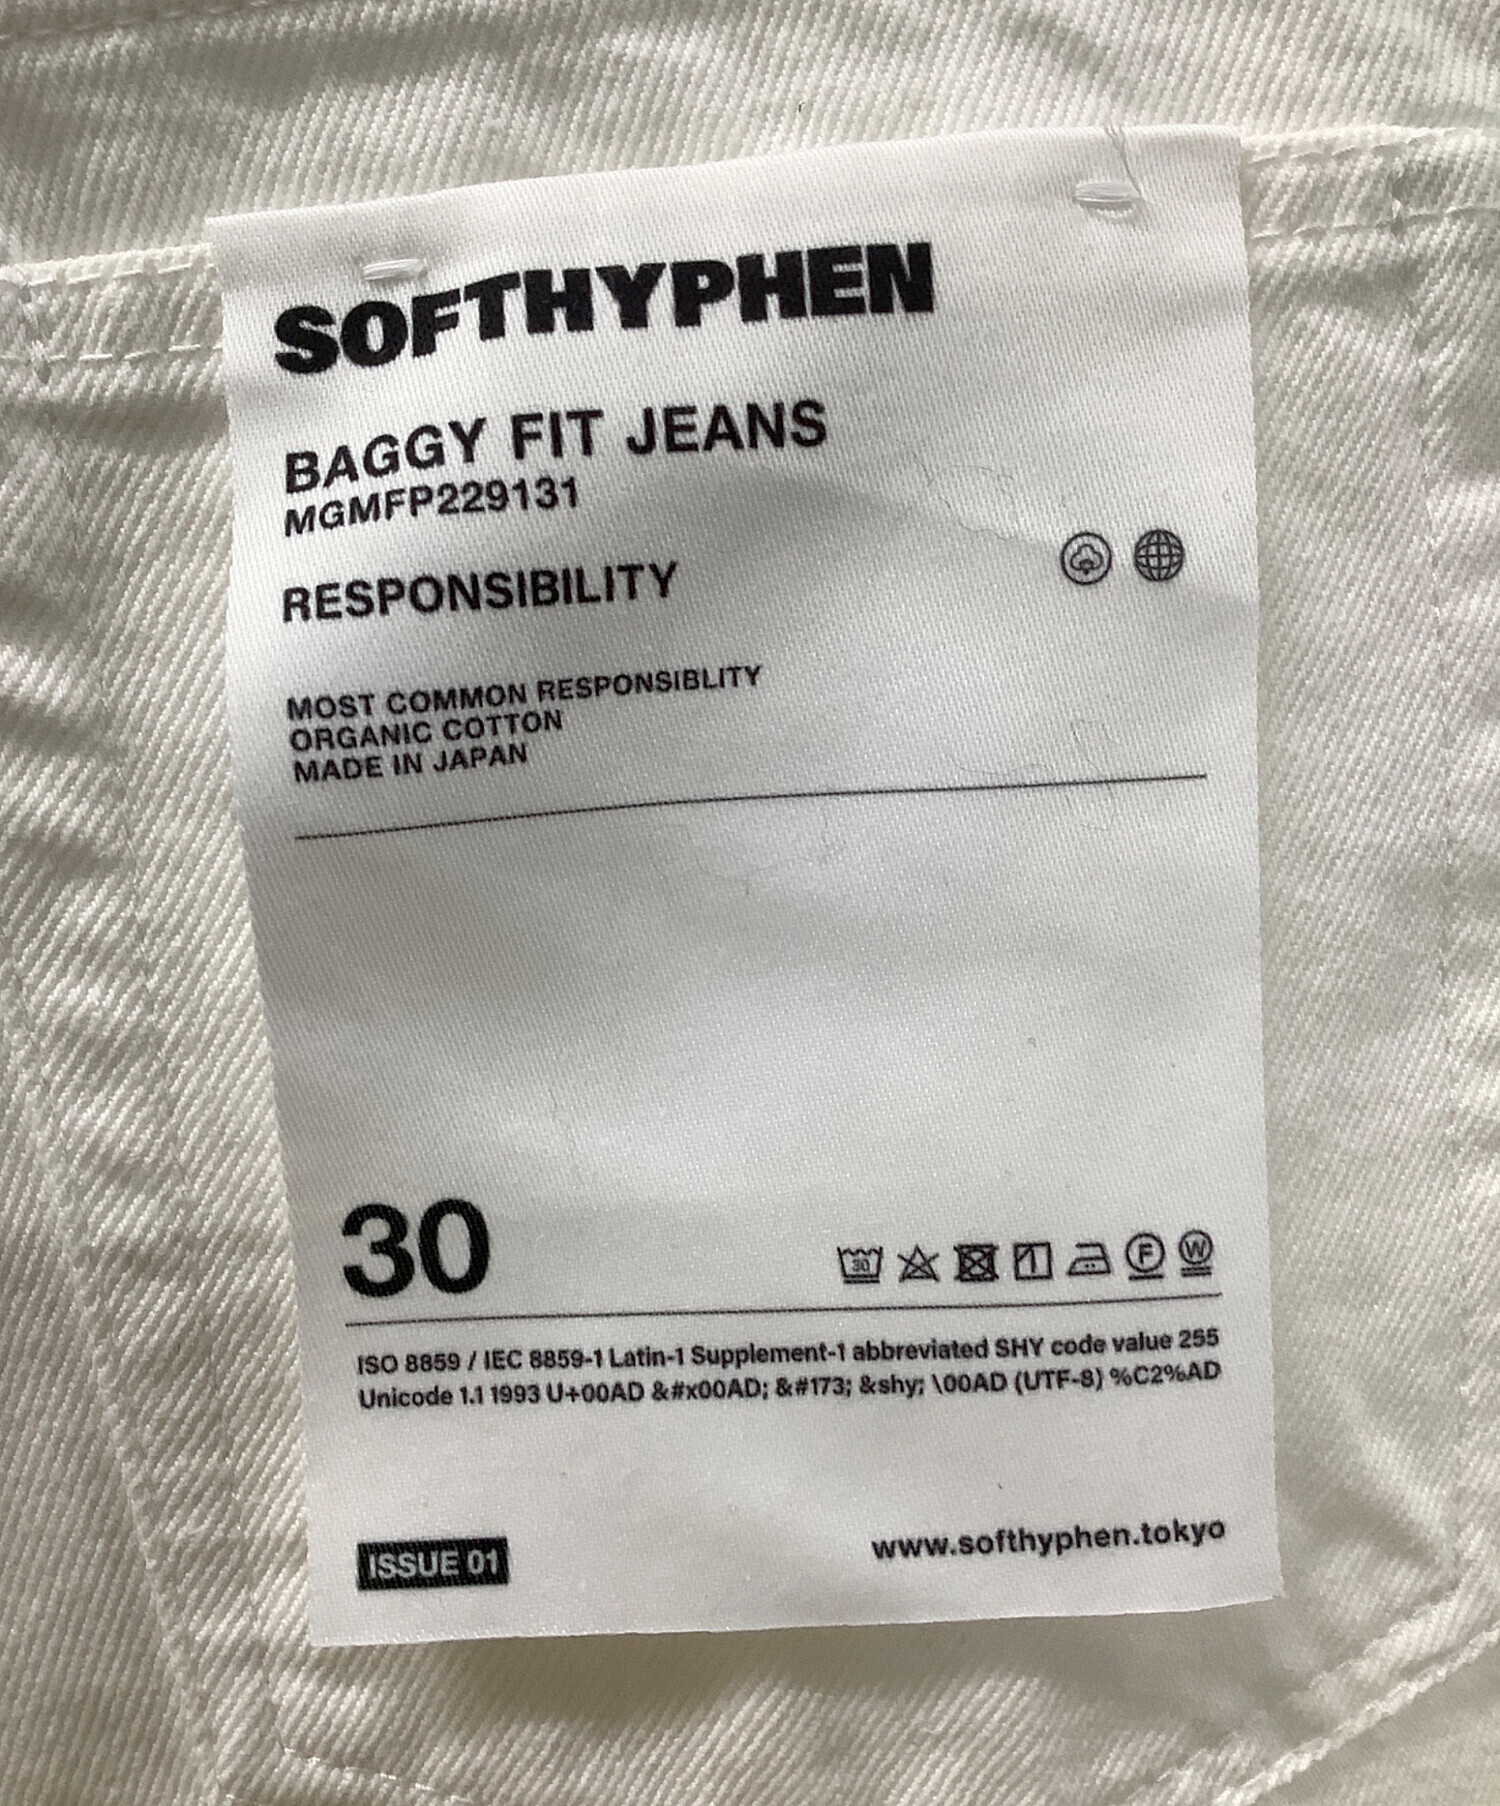 SOFTHYPHEN
BAGGY FIT JEANS
MGMFP229131
RESPONSIBILITY
MOST COMMON RESPONSIBLITY
ORGANIC COTTON
MADE IN JAPAN
30
30 F W
ISO 8859 / IEC 8859-1 Latin-1 Supplement-1 abbreviated SHY code value 255
Unicode 1.1 1993 U+00AD &#x00AD; &#173; &shy; \00AD (UTF-8) %C2%AD
ISSUE 01
www.softhyphen.tokyo